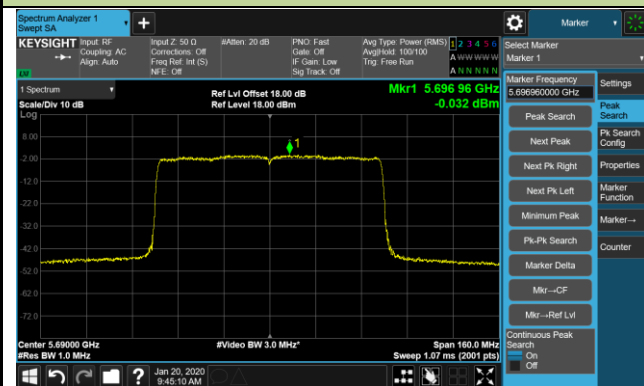 Spectrum Analyzer 1
Swept SA
+
Marker
KEYSIGHT
Input: RF
Coupling: AC
Align: Auto
Input Z: 50 Ω
Corrections: Off
Freq Ref: Int (S)
NFE: Off
#Atten: 20 dB
PNO: Fast
Gate: Off
IF Gain: Low
Sig Track: Off
Avg Type: Power (RMS)
Avg|Hold: 100/100
Trig: Free Run
1 2 3 4 5 6
A W W W W W
A N N N N N
Select Marker
Marker 1
1 Spectrum
Scale/Div 10 dB
Log
Ref Lvl Offset 18.00 dB
Ref Level 18.00 dBm
Mkr1 5.696 96 GHz
-0.032 dBm
8.00
-2.00
-12.0
-22.0
-32.0
-42.0
-52.0
-62.0
-72.0
1
Center 5.69000 GHz
#Res BW 1.0 MHz
#Video BW 3.0 MHz*
Span 160.0 MHz
Sweep 1.07 ms (2001 pts)
Marker Frequency
5.696960000 GHz
Peak Search
Next Peak
Next Pk Right
Next Pk Left
Minimum Peak
Pk-Pk Search
Marker Delta
Mkr→CF
Mkr→Ref Lvl
Continuous Peak
Search
On
Off
Settings
Peak
Search
Pk Search
Config
Properties
Marker
Function
Marker→
Counter
?
Jan 20, 2020
9:45:10 AM